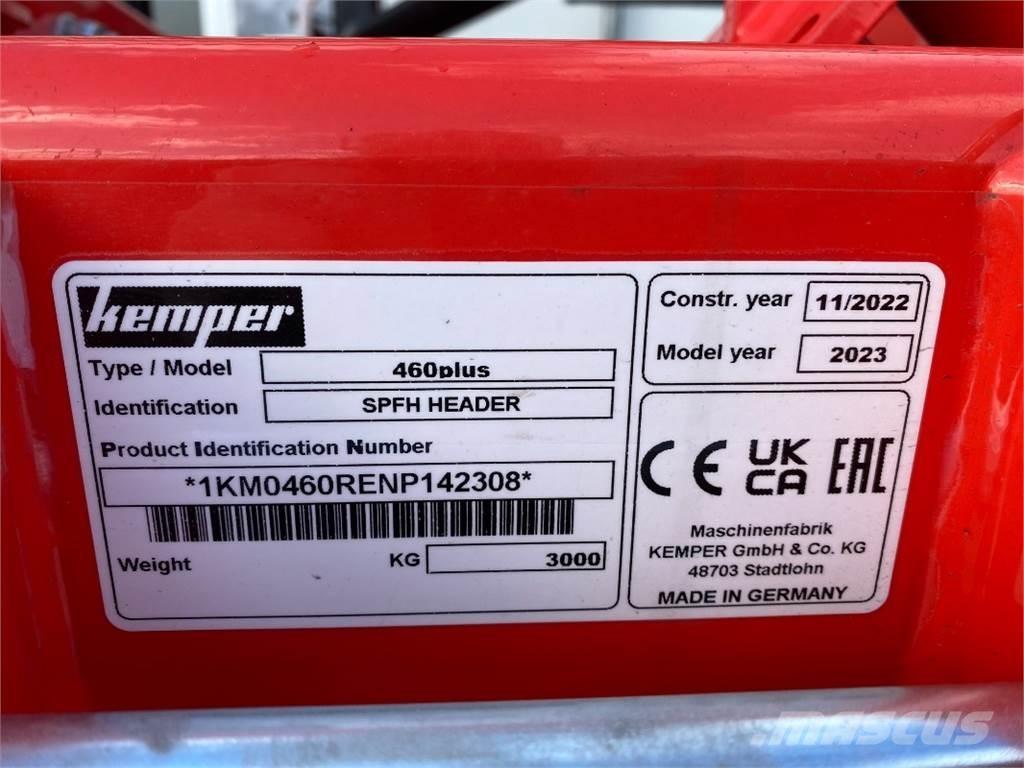 kemper
Type / Model 460plus
Identification SPFH HEADER
Product Identification Number
*1KM0460RENP142308*
Weight KG 3000
Constr. year 11/2022
Model year 2023
CE UK CA EAC
Maschinenfabrik
KEMPER GmbH & Co. KG
48703 Stadtlohn
MADE IN GERMANY
MASCUS